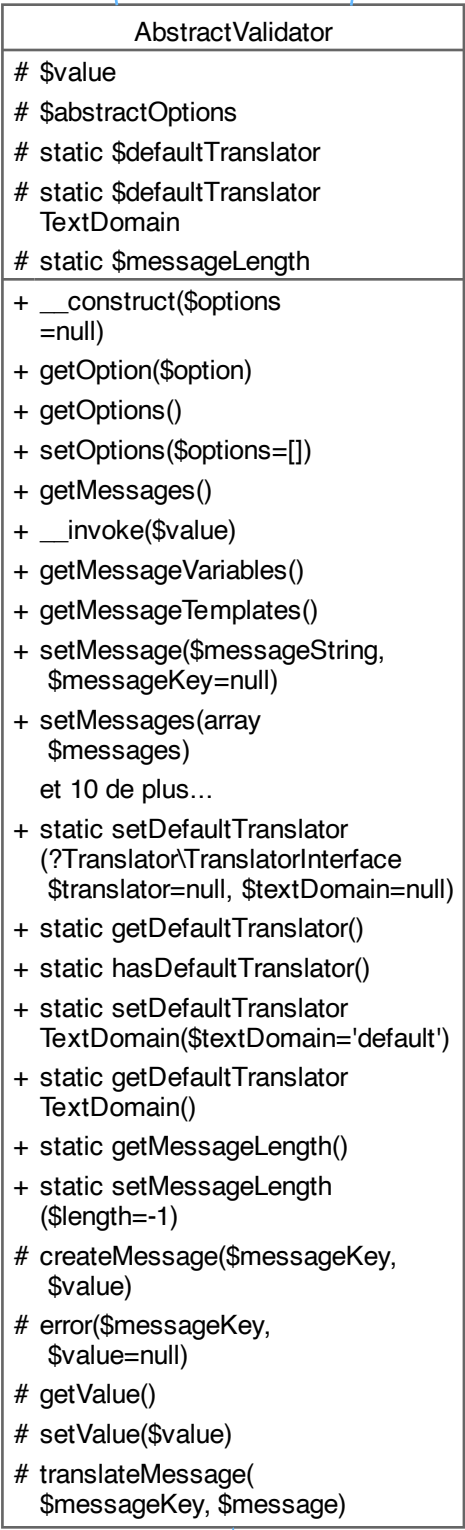 AbstractValidator
# $value
# $abstractOptions
# static $defaultTranslator
# static $defaultTranslator
TextDomain
# static $messageLength
+ __construct($options
=null)
+ getOption($option)
+ getOptions()
+ setOptions($options=[])
+ getMessages()
+ __invoke($value)
+ getMessageVariables()
+ getMessageTemplates()
+ setMessage($messageString,
$messageKey=null)
+ setMessages(array
$messages)
et 10 de plus...
+ static setDefaultTranslator
(?Translator\TranslatorInterface
$translator=null, $textDomain=null)
+ static getDefaultTranslator()
+ static hasDefaultTranslator()
+ static setDefaultTranslator
TextDomain($textDomain='default')
+ static getDefaultTranslator
TextDomain()
+ static getMessageLength()
+ static setMessageLength
($length=-1)
# createMessage($messageKey,
$value)
# error($messageKey,
$value=null)
# getValue()
# setValue($value)
# translateMessage(
$messageKey, $message)